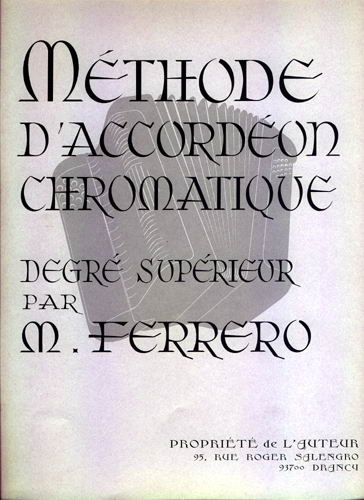 MÉTHODE
D'ACCORDÉON
CHROMATIQUE
DEGRÉ SUPÉRIEUR
PAR
M. FERRERO
PROPRIÉTÉ de L'AUTEUR
95, RUE ROGER SALENGRO
93700 DRANCY